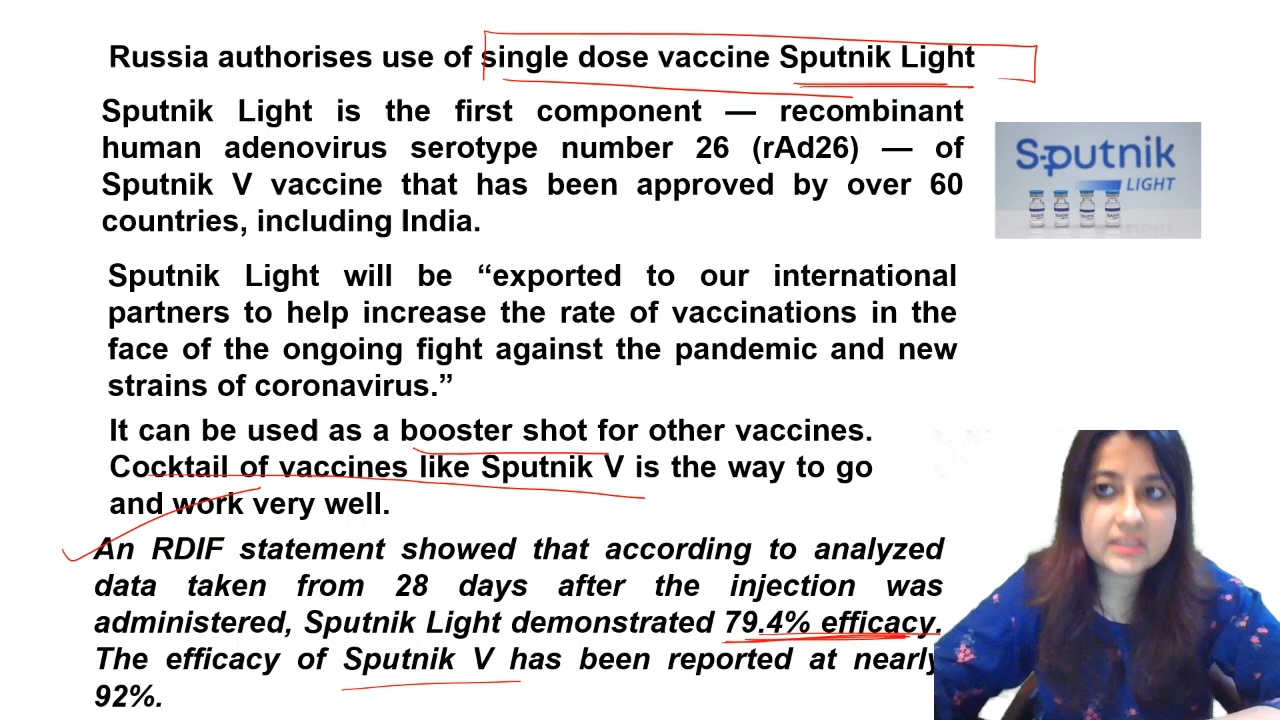 Russia authorises use of single dose vaccine Sputnik Light
Sputnik Light is the first component — recombinant
human adenovirus serotype number 26 (rAd26) — of
Sputnik V vaccine that has been approved by over 60
countries, including India.
Sputnik
LIGHT
Sputnik Light will be “exported to our international
partners to help increase the rate of vaccinations in the
face of the ongoing fight against the pandemic and new
strains of coronavirus.”
It can be used as a booster shot for other vaccines.
Cocktail of vaccines like Sputnik V is the way to go
and work very well.
An RDIF statement showed that according to analyzed
data taken from 28 days after the injection was
administered, Sputnik Light demonstrated 79.4% efficacy.
The efficacy of Sputnik V has been reported at nearly
92%.